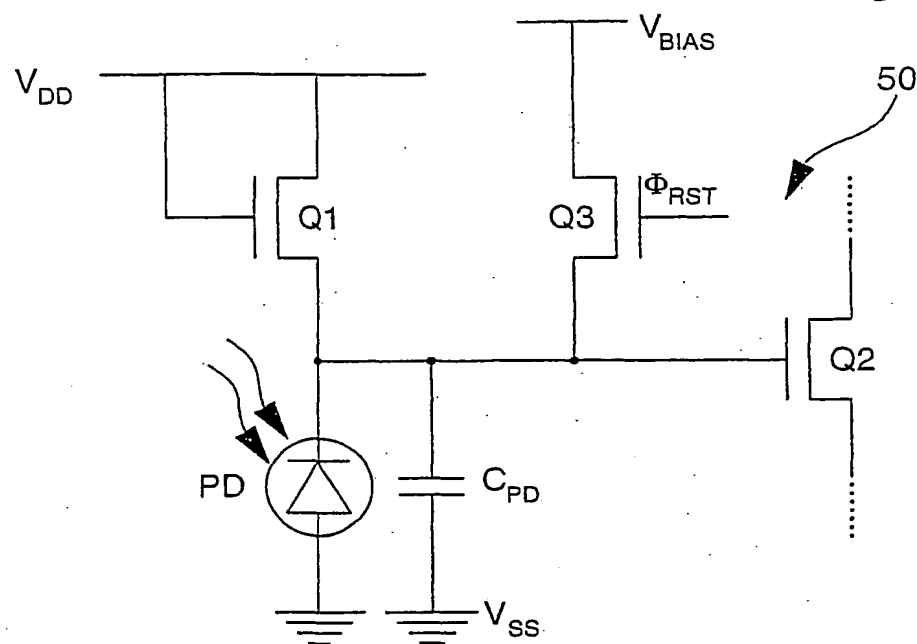 V_BIAS
V_DD
50
Φ_RST
Q1
Q3
Q2
PD
C_PD
V_SS